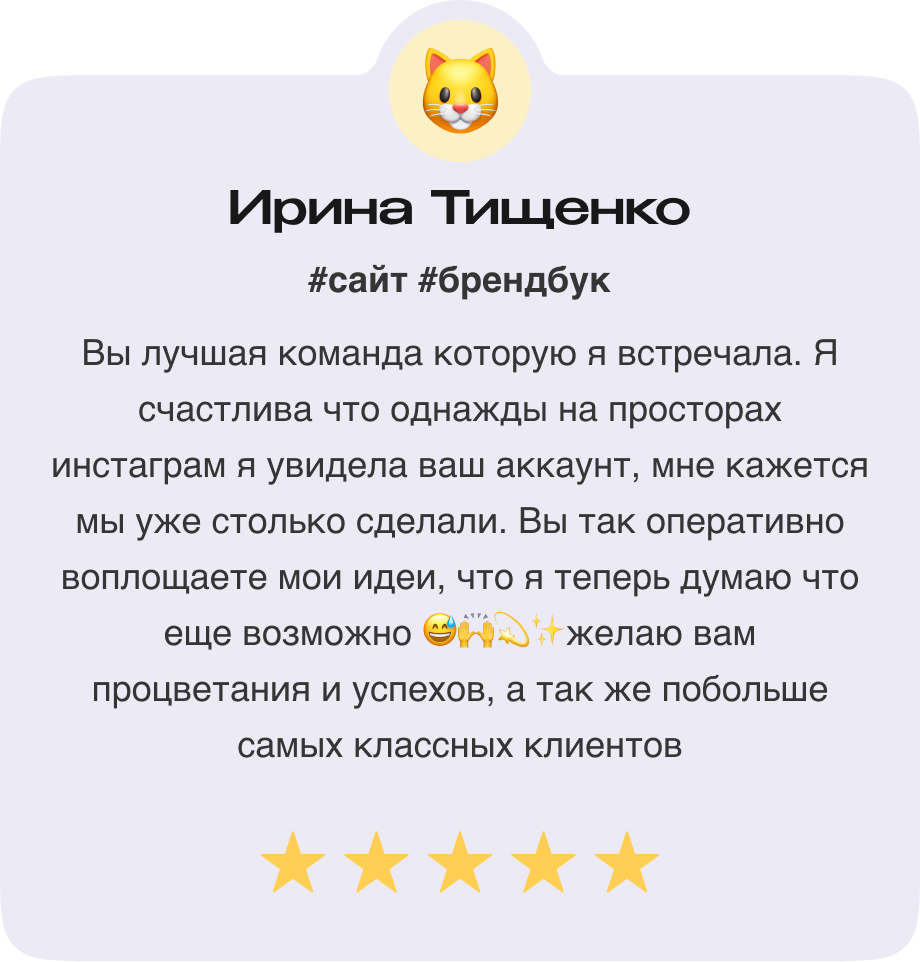 Ирина Тищенко
#сайт #брендбук
Вы лучшая команда которую я встречала. Я
счастлива что однажды на просторах
инстаграм я увидела ваш аккаунт, мне кажется
мы уже столько сделали. Вы так оперативно
воплощаете мои идеи, что я теперь думаю что
еще возможно 😅🙌💫✨желаю вам
процветания и успехов, а так же побольше
самых классных клиентов